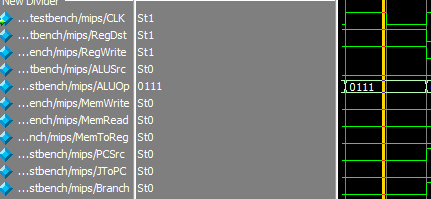 New Divider
...testbench/mips/CLK St1
...tbench/mips/RegDst St1
...ench/mips/RegWrite St1
...tbench/mips/ALUSrc St0
...stbench/mips/ALUOp 0111 0111
...ench/mips/MemWrite St0
...ench/mips/MemRead St0
...nch/mips/MemToReg St0
...stbench/mips/PCSrc St0
...stbench/mips/JToPC St0
...stbench/mips/Branch St0